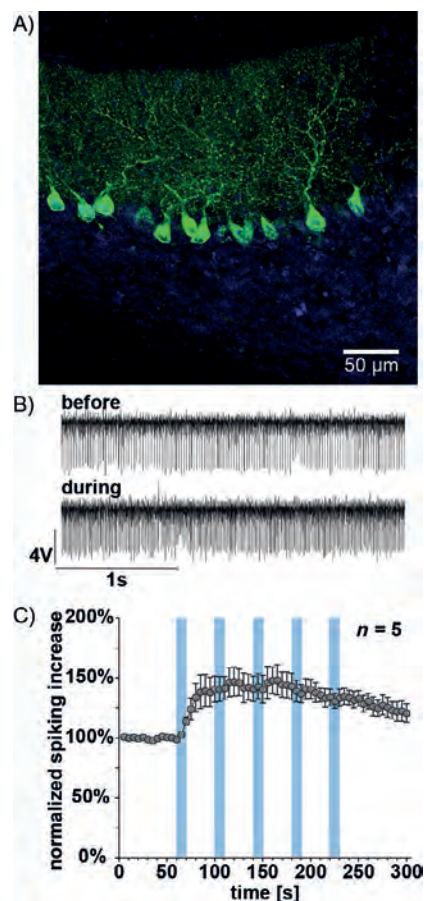 A)
50 µm
B)
before
during
4V
1s
C)
n = 5
normalized spiking increase
200%
150%
100%
0%
0 50 100 150 200 250 300
time [s]